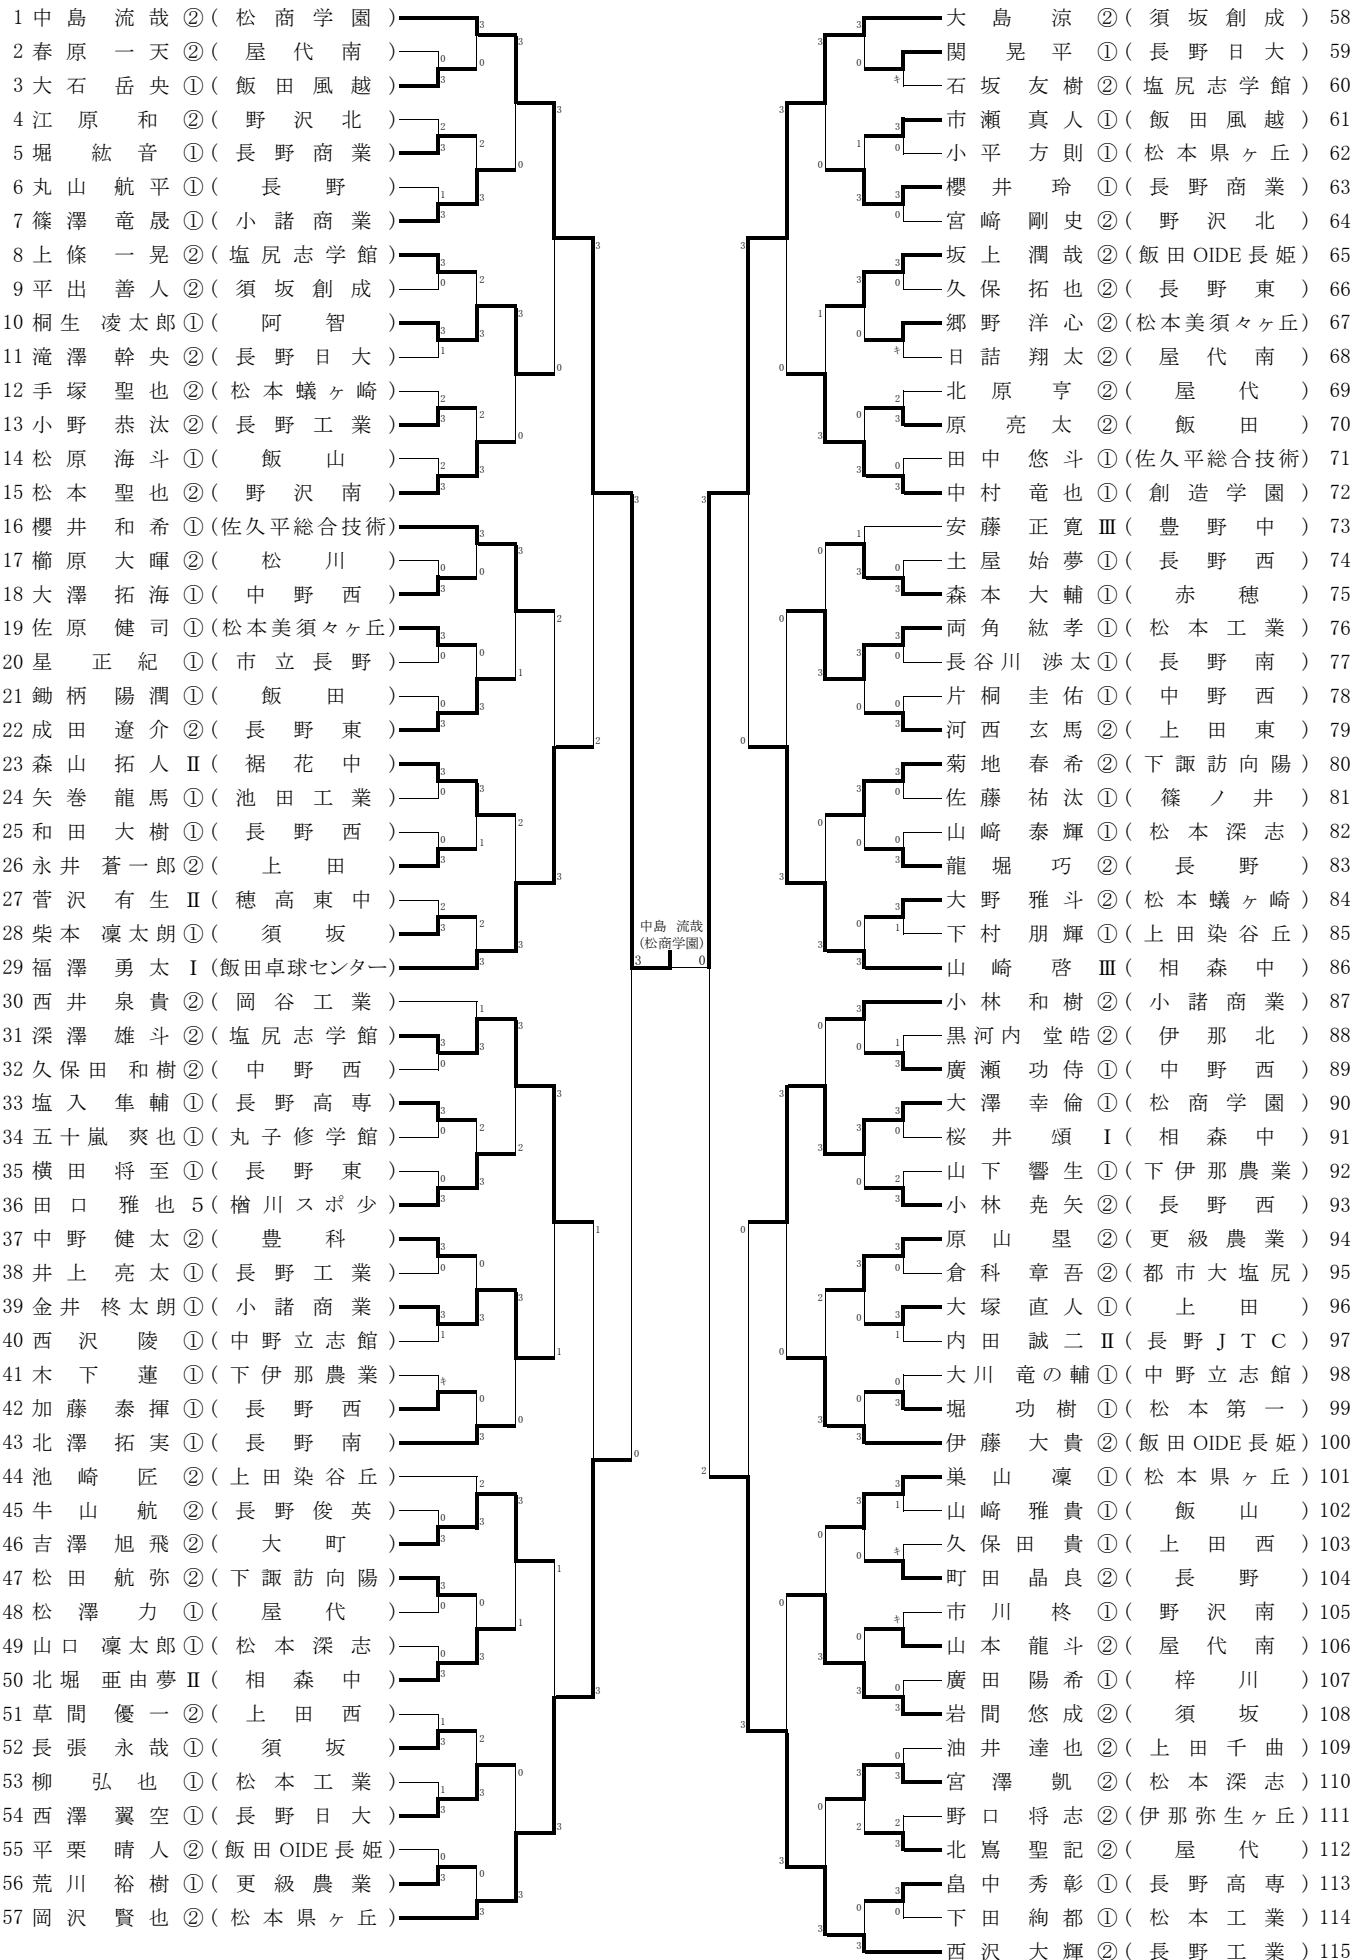 1 中島 流哉 ② (松商学園)
2 春原 一天 ② (屋代南)
3 大石 岳央 ① (飯田風越)
4 江原 和 ② (野沢北)
5 堀 紘音 ① (長野商業)
6 丸山 航平 ① (長野)
7 篠澤 竜晟 ① (小諸商業)
8 上條 一晃 ② (塩尻志学館)
9 平出 善人 ② (須坂創成)
10 桐生 凌太郎 ① (阿智)
11 滝澤 幹央 ② (長野日大)
12 手塚 聖也 ② (松本蟻ヶ崎)
13 小野 恭汰 ② (長野工業)
14 松原 海斗 ① (飯山)
15 松本 聖也 ② (野沢南)
16 櫻井 和希 ① (佐久平総合技術)
17 櫛原 大暉 ② (松川)
18 大澤 拓海 ① (中野西)
19 佐原 健司 ① (松本美須々ヶ丘)
20 星 正紀 ① (市立長野)
21 鋤柄 陽潤 ① (飯田)
22 成田 遼介 ② (長野東)
23 森山 拓人 Ⅱ (裾花中)
24 矢巻 龍馬 ① (池田工業)
25 和田 大樹 ① (長野西)
26 永井 蒼一郎 ② (上田)
27 菅沢 有生 Ⅱ (穂高東中)
28 柴本 凜太朗 ① (須坂)
29 福澤 勇太 Ⅰ (飯田卓球センター)
30 西井 泉貴 ② (岡谷工業)
31 深澤 雄斗 ② (塩尻志学館)
32 久保田 和樹 ② (中野西)
33 塩入 隼輔 ① (長野高専)
34 五十嵐 爽也 ① (丸子修学館)
35 横田 将至 ① (長野東)
36 田口 雅也 5 (楢川スポ少)
37 中野 健太 ② (豊科)
38 井上 亮太 ① (長野工業)
39 金井 柊太朗 ① (小諸商業)
40 西沢 陵 ① (中野立志館)
41 木下 蓮 ① (下伊那農業)
42 加藤 泰揮 ① (長野西)
43 北澤 拓実 ① (長野南)
44 池崎 匠 ② (上田染谷丘)
45 牛山 航 ② (長野俊英)
46 吉澤 旭飛 ② (大町)
47 松田 航弥 ② (下諏訪向陽)
48 松澤 力 ① (屋代)
49 山口 凜太郎 ① (松本深志)
50 北堀 亜由夢 Ⅱ (相森中)
51 草間 優一 ② (上田西)
52 長張 永哉 ① (須坂)
53 柳 弘也 ① (松本工業)
54 西澤 翼空 ① (長野日大)
55 平栗 晴人 ② (飯田OIDE長姫)
56 荒川 裕樹 ① (更級農業)
57 岡沢 賢也 ② (松本県ヶ丘)
中島 流哉
(松商学園)
3 0
大島 涼 ② (須坂創成) 58
関 晃平 ① (長野日大) 59
石坂 友樹 ② (塩尻志学館) 60
市瀬 真人 ① (飯田風越) 61
小平 方則 ① (松本県ヶ丘) 62
櫻井 玲 ① (長野商業) 63
宮﨑 剛史 ② (野沢北) 64
坂上 潤哉 ② (飯田OIDE長姫) 65
久保 拓也 ② (長野東) 66
郷野 洋心 ② (松本美須々ヶ丘) 67
日詰 翔太 ② (屋代南) 68
北原 亨 ② (屋代) 69
原 亮太 ② (飯田) 70
田中 悠斗 ① (佐久平総合技術) 71
中村 竜也 ① (創造学園) 72
安藤 正寛 Ⅲ (豊野中) 73
土屋 始夢 ① (長野西) 74
森本 大輔 ① (赤穂) 75
両角 紘孝 ① (松本工業) 76
長谷川 渉太 ① (長野南) 77
片桐 圭佑 ① (中野西) 78
河西 玄馬 ② (上田東) 79
菊地 春希 ② (下諏訪向陽) 80
佐藤 祐汰 ① (篠ノ井) 81
山﨑 泰輝 ① (松本深志) 82
龍堀 巧 ② (長野) 83
大野 雅斗 ② (松本蟻ヶ崎) 84
下村 朋輝 ① (上田染谷丘) 85
山崎 啓 Ⅲ (相森中) 86
小林 和樹 ② (小諸商業) 87
黒河内 堂皓 ② (伊那北) 88
廣瀬 功侍 ① (中野西) 89
大澤 幸倫 ① (松商学園) 90
桜井 頌 Ⅰ (相森中) 91
山下 響生 ① (下伊那農業) 92
小林 尭矢 ② (長野西) 93
原山 塁 ② (更級農業) 94
倉科 章吾 ② (都市大塩尻) 95
大塚 直人 ① (上田) 96
内田 誠二 Ⅱ (長野JTC) 97
大川 竜の輔 ① (中野立志館) 98
堀 功樹 ① (松本第一) 99
伊藤 大貴 ② (飯田OIDE長姫) 100
巣山 凜 ① (松本県ヶ丘) 101
山﨑 雅貴 ① (飯山) 102
久保田 貴 ① (上田西) 103
町田 晶良 ② (長野) 104
市川 柊 ① (野沢南) 105
山本 龍斗 ② (屋代南) 106
廣田 陽希 ① (梓川) 107
岩間 悠成 ② (須坂) 108
油井 達也 ② (上田千曲) 109
宮澤 凱 ② (松本深志) 110
野口 将志 ② (伊那弥生ヶ丘) 111
北嶌 聖記 ② (屋代) 112
畠中 秀彰 ① (長野高専) 113
下田 絢都 ① (松本工業) 114
西沢 大輝 ② (長野工業) 115